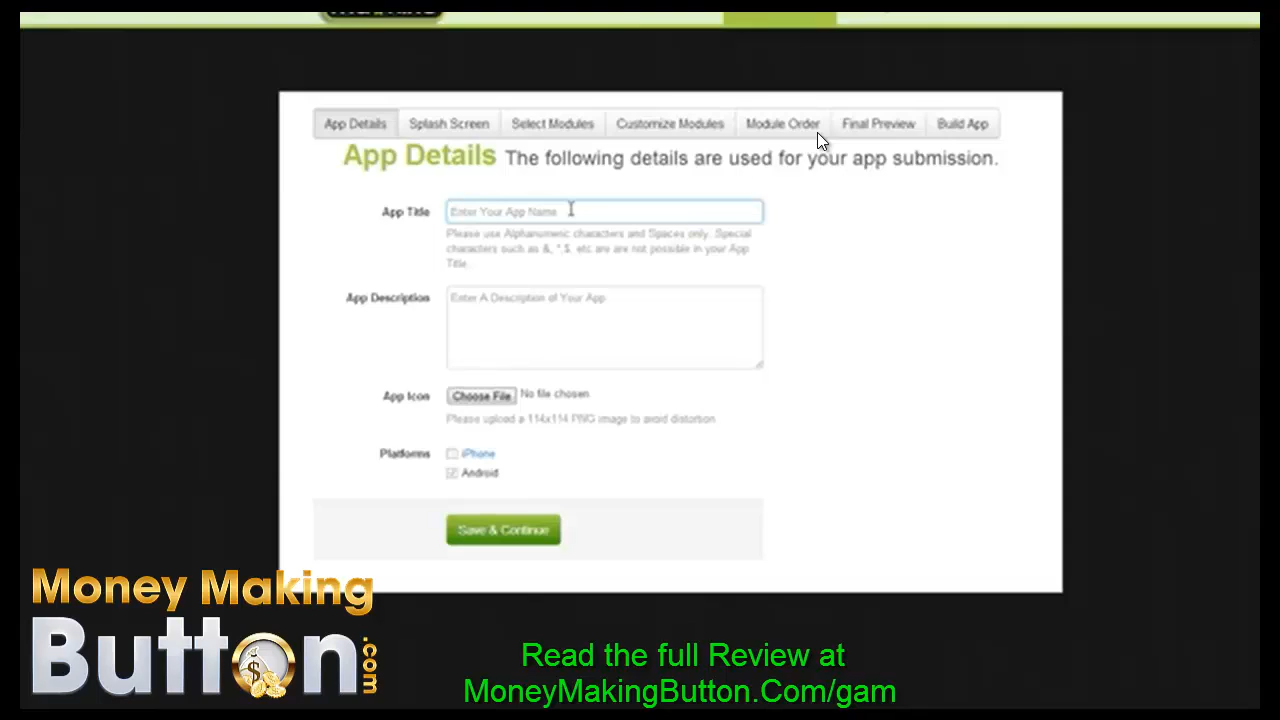 App Details Splash Screen Select Modules Customize Modules Module Order Final Preview Build App
App Details The following details are used for your app submission.
App Title Enter Your App Name
Please use Alphanumeric characters and Spaces only. Special
characters such as &, *,$, etc are are not possible in your App
Title.
App Description Enter A Description of Your App
App Icon Choose File No file chosen
Please upload a 114x114 PNG image to avoid distortion
Platforms iPhone
Android
Save & Continue
Money Making
Button.com
Read the full Review at
MoneyMakingButton.Com/gam